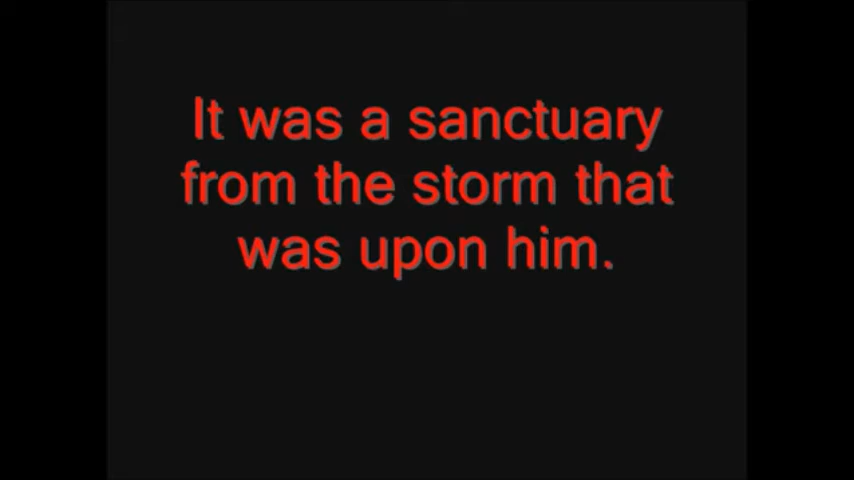 It was a sanctuary
from the storm that
was upon him.